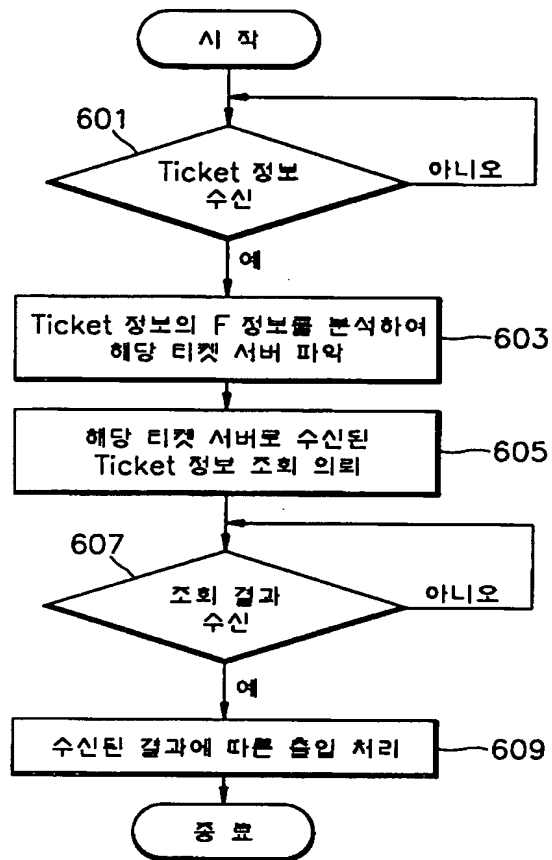 시 작
601
Ticket 정보
수신
아니오
예
Ticket 정보의 F 정보를 분석하여
해당 티켓 서버 파악
603
해당 티켓 서버로 수신된
Ticket 정보 조회 의뢰
605
607
조회 결과
수신
아니오
예
수신된 결과에 따른 출입 처리
609
종 료